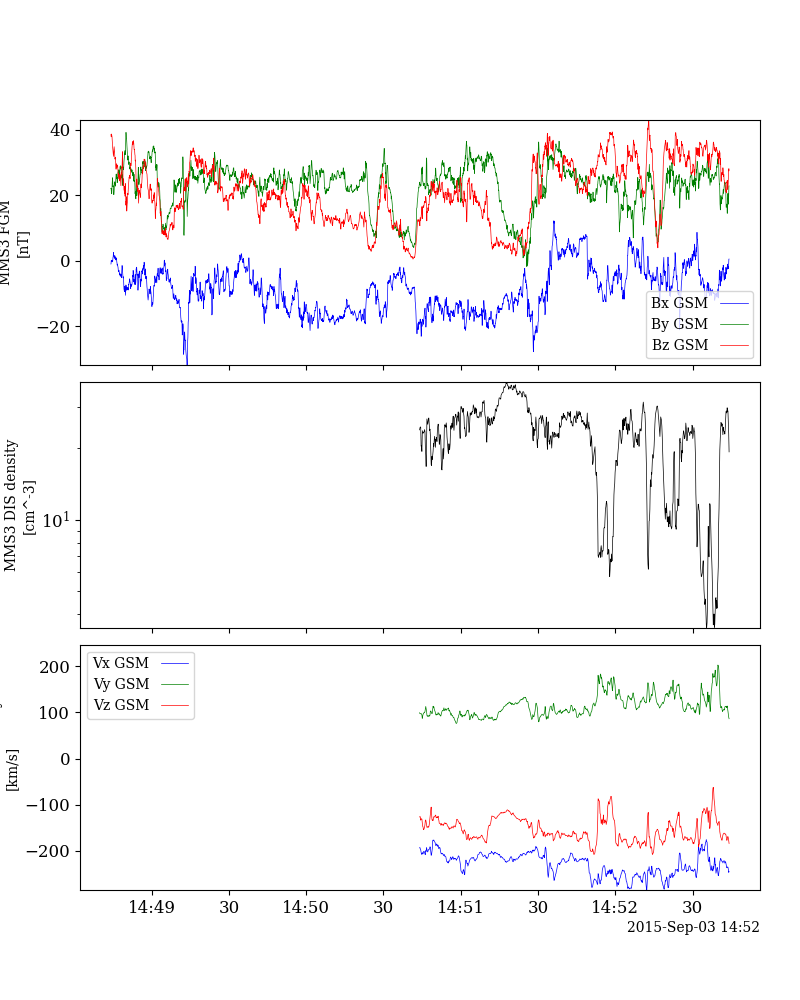 40
20
0
−20
MMS3 FGM
[nT]
Bx GSM
By GSM
Bz GSM
10^1
MMS3 DIS density
[cm^-3]
200
100
0
−100
−200
[km/s]
Vx GSM
Vy GSM
Vz GSM
14:49 30 14:50 30 14:51 30 14:52 30
2015-Sep-03 14:52